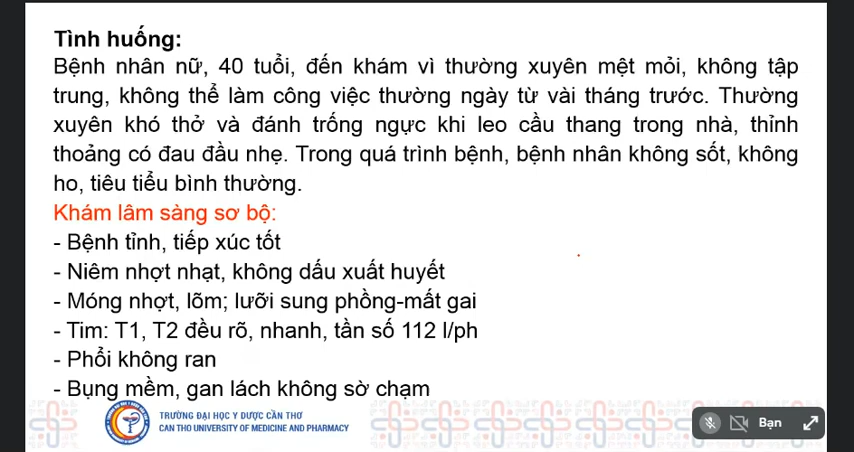 Tình huống:
Bệnh nhân nữ, 40 tuổi, đến khám vì thường xuyên mệt mỏi, không tập
trung, không thể làm công việc thường ngày từ vài tháng trước. Thường
xuyên khó thở và đánh trống ngực khi leo cầu thang trong nhà, thỉnh
thoảng có đau đầu nhẹ. Trong quá trình bệnh, bệnh nhân không sốt, không
ho, tiêu tiểu bình thường.
Khám lâm sàng sơ bộ:
- Bệnh tỉnh, tiếp xúc tốt
- Niêm nhợt nhạt, không dấu xuất huyết
- Móng nhợt, lõm; lưỡi sung phồng-mất gai
- Tim: T1, T2 đều rõ, nhanh, tần số 112 l/ph
- Phổi không ran
- Bụng mềm, gan lách không sờ chạm
TRƯỜNG ĐẠI HỌC Y DƯỢC CẦN THƠ
CAN THO UNIVERSITY OF MEDICINE AND PHARMACY
Bạn